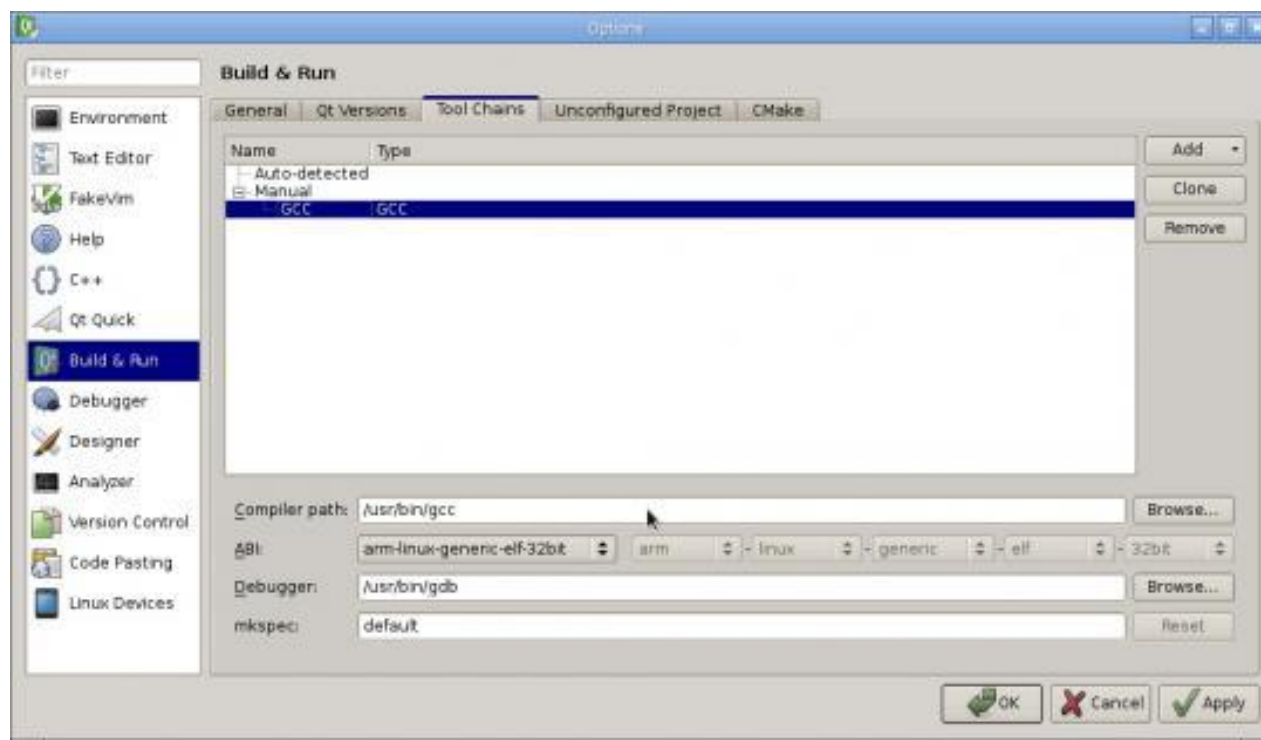 Options
Filter
Build & Run
Environment
Text Editor
FakeVim
Help
C++
Qt Quick
Build & Run
Debugger
Designer
Analyzer
Version Control
Code Pasting
Linux Devices
General Qt Versions Tool Chains Unconfigured Project CMake
Name Type
Auto-detected
Manual
GCC GCC
Add
Clone
Remove
Compiler path: /usr/bin/gcc Browse...
ABI: arm-linux-generic-elf-32bit arm - linux - generic - elf - 32bit
Debugger: /usr/bin/gdb Browse...
mkspec: default Reset
OK Cancel Apply